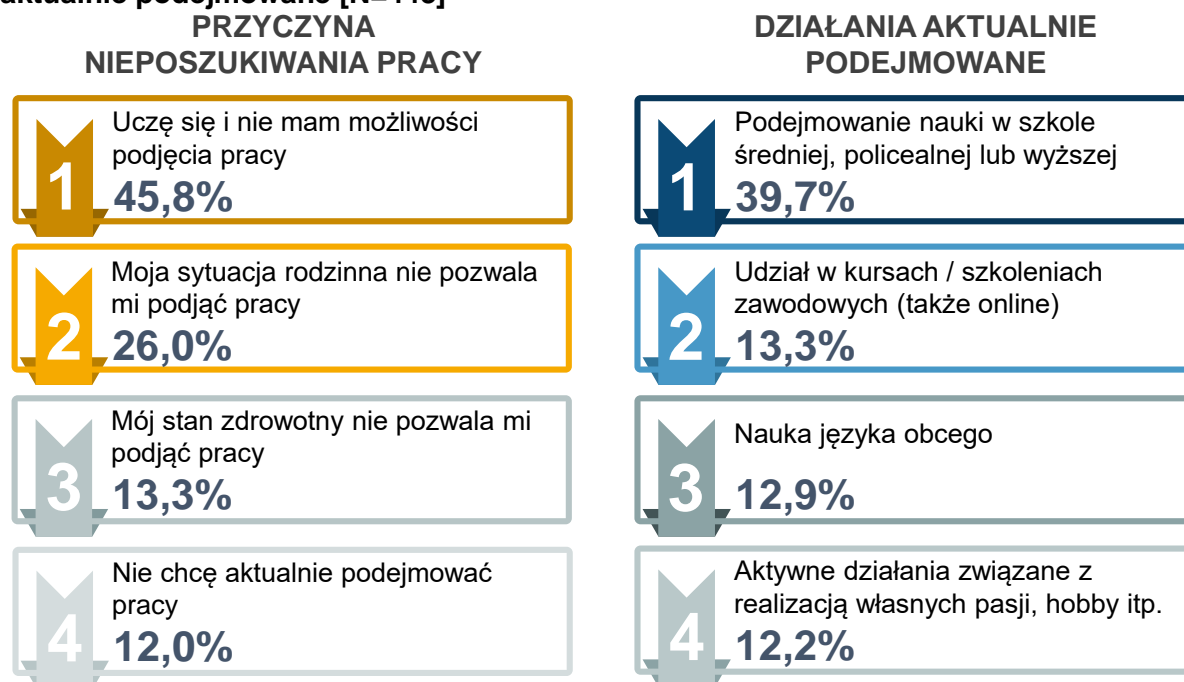 aktualnie podejmowane
PRZYCZYNA
NIEPOSZUKIWANIA PRACY
1
Uczę się i nie mam możliwości
podjęcia pracy
45,8%
2
Moja sytuacja rodzinna nie pozwala
mi podjąć pracy
26,0%
3
Mój stan zdrowotny nie pozwala mi
podjąć pracy
13,3%
4
Nie chcę aktualnie podejmować
pracy
12,0%
DZIAŁANIA AKTUALNIE
PODEJMOWANE
1
Podejmowanie nauki w szkole
średniej, policealnej lub wyższej
39,7%
2
Udział w kursach / szkoleniach
zawodowych (także online)
13,3%
3
Nauka języka obcego
12,9%
4
Aktywne działania związane z
realizacją własnych pasji, hobby itp.
12,2%